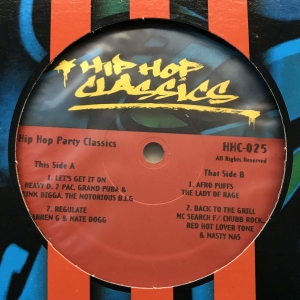 HIP HOP
CLASSICS
Hip Hop Party Classics
HHC-025
All Rights Reserved
This Side A
1. LET'S GET IT ON
HEAVY D, 2 PAC, GRAND PUBA &
BIGGA, THE NOTORIOUS B.I.G
2. REGULATE
WARREN G & NATE DOGG
That Side B
1. AFRO PUFFS
THE LADY OF RAGE
2. BACK TO THE GRILL
MC SEARCH F/ CHUBB ROCK,
RED HOT LOVER TONE
& NASTY NAS